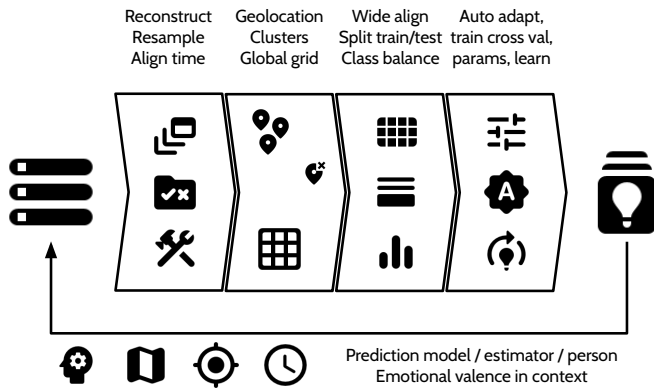 Reconstruct
Resample
Align time
Geolocation
Clusters
Global grid
Wide align
Split train/test
Class balance
Auto adapt,
train cross val,
params, learn
A
Prediction model / estimator / person
Emotional valence in context